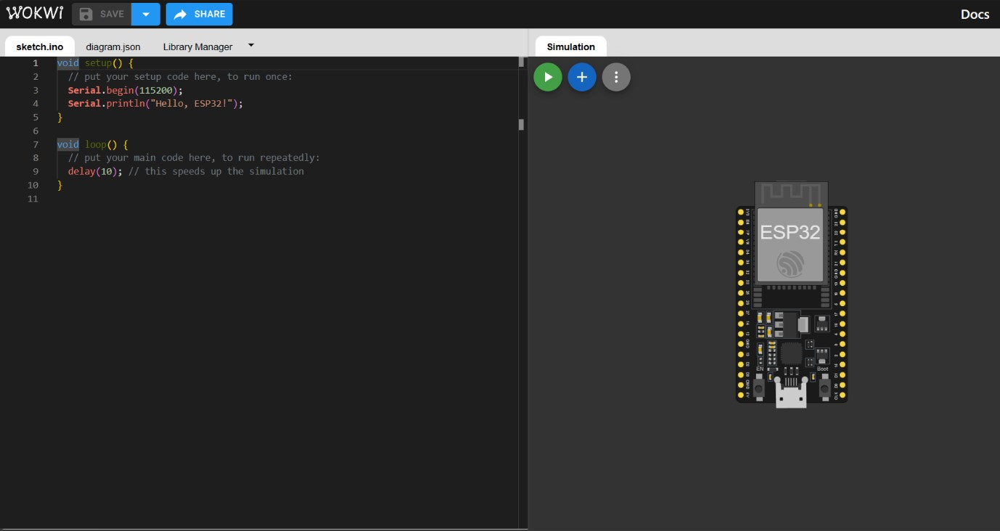 WOKWi SAVE SHARE Docs
sketch.ino diagram.json Library Manager
Simulation
1 void setup() {
2 // put your setup code here, to run once:
3 Serial.begin(115200);
4 Serial.println("Hello, ESP32!");
5 }
6
7 void loop() {
8 // put your main code here, to run repeatedly:
9 delay(10); // this speeds up the simulation
10 }
11
ESP32
EN
Boot